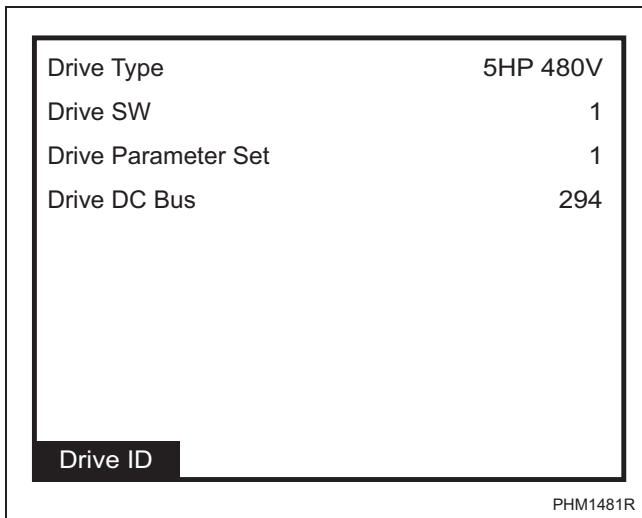 Drive Type 5HP 480V
Drive SW 1
Drive Parameter Set 1
Drive DC Bus 294
Drive ID
PHM1481R